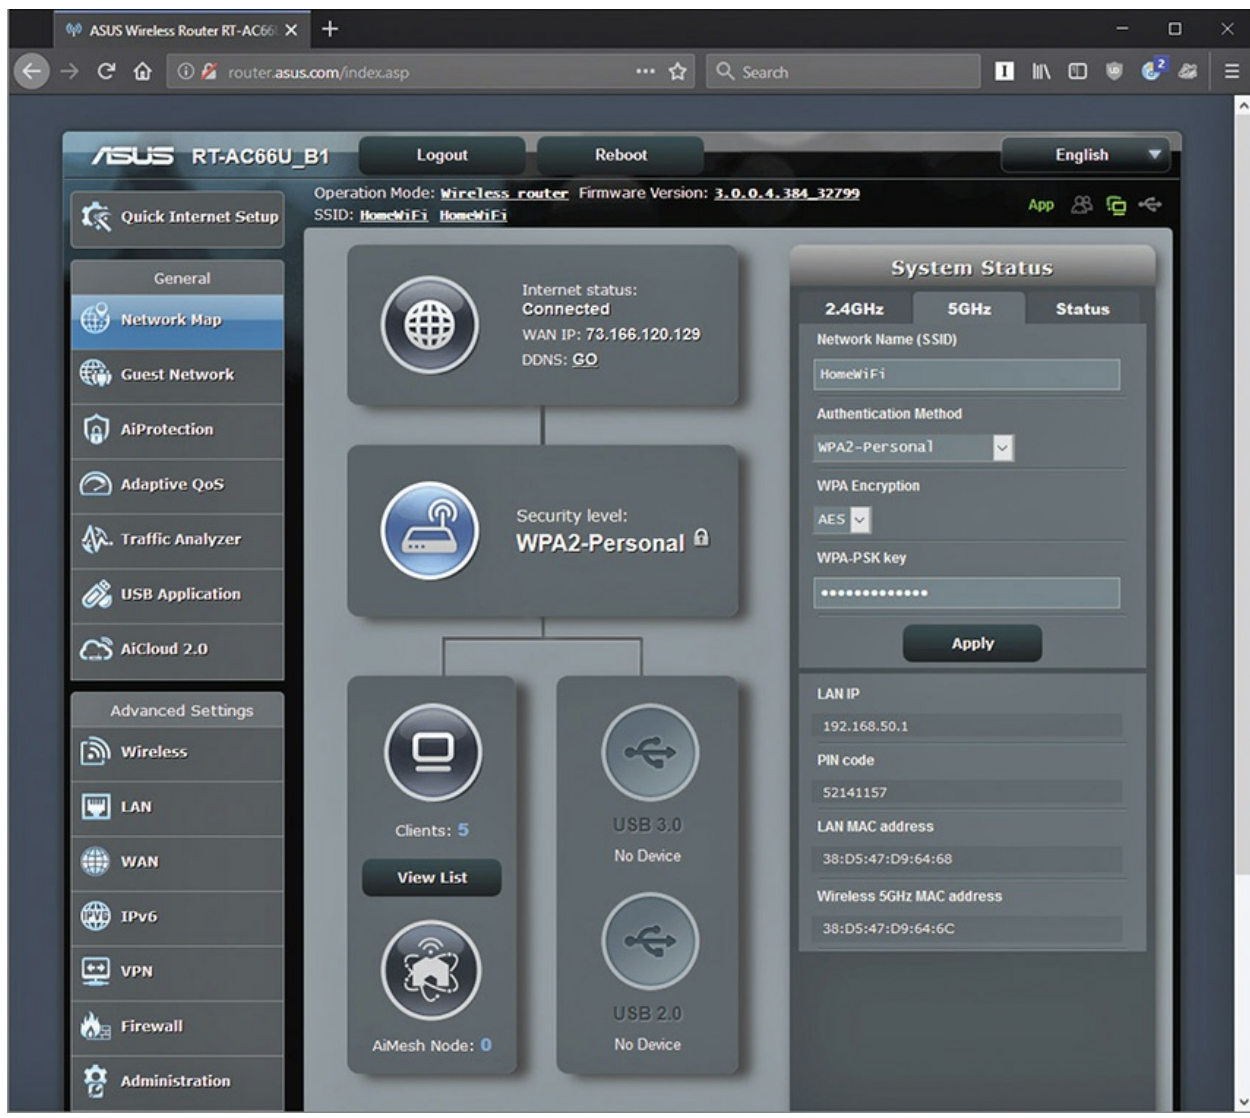 ASUS Wireless Router RT-AC66
router.asus.com/index.asp
Search
2
ASUS RT-AC66U_B1
Logout
Reboot
English
Operation Mode: Wireless router Firmware Version: 3.0.0.4.384_32799
SSID: HomeWiFi HomeWiFi
App
Quick Internet Setup
General
Network Map
Guest Network
AiProtection
Adaptive QoS
Traffic Analyzer
USB Application
AiCloud 2.0
Advanced Settings
Wireless
LAN
WAN
IPv6
VPN
Firewall
Administration
Internet status:
Connected
WAN IP: 73.166.120.129
DDNS: GO
Security level:
WPA2-Personal
Clients: 5
View List
AiMesh Node: 0
USB 3.0
No Device
USB 2.0
No Device
System Status
2.4GHz 5GHz Status
Network Name (SSID)
HomeWiFi
Authentication Method
WPA2-Personal
WPA Encryption
AES
WPA-PSK key
•••••••••••••
Apply
LAN IP
192.168.50.1
PIN code
52141157
LAN MAC address
38:D5:47:D9:64:68
Wireless 5GHz MAC address
38:D5:47:D9:64:6C